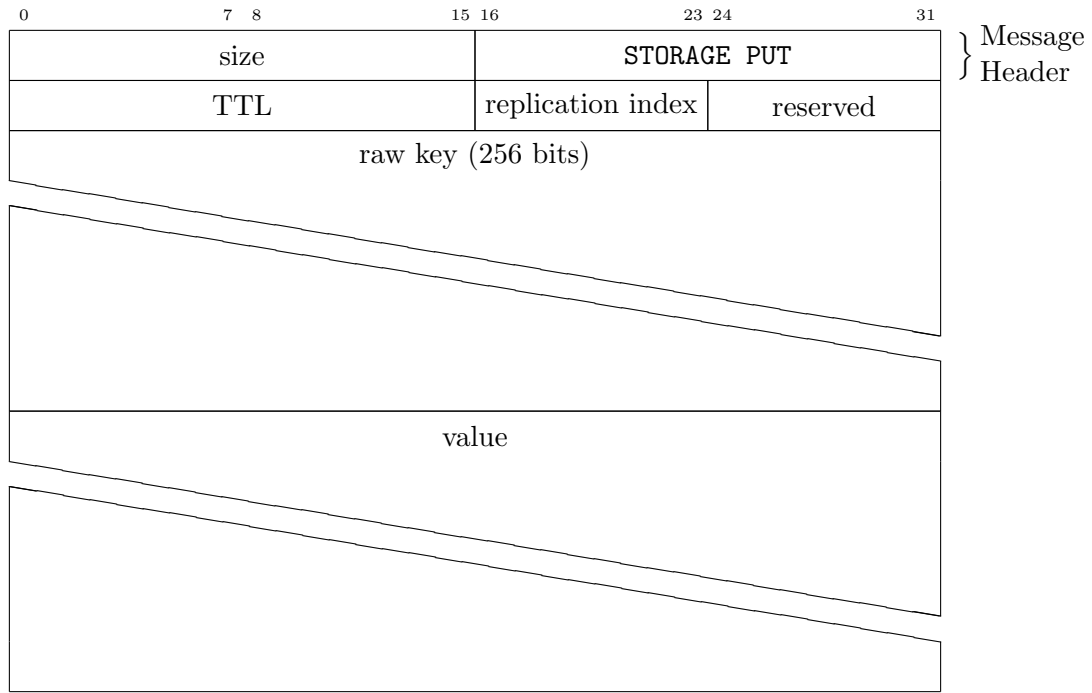 0 7 8 15 16 23 24 31
size STORAGE PUT
Message
Header
TTL replication index reserved
raw key (256 bits)
value